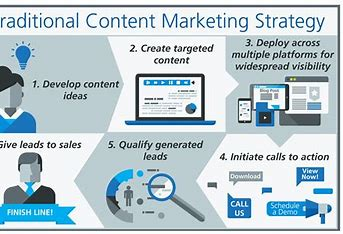 raditional Content Marketing Strategy
1. Develop content
ideas
2. Create targeted
content
3. Deploy across
multiple platforms for
widespread visibility
Blog Post
4. Initiate calls to action
Download
View
Now!
CALL
US
Schedule
a Demo
5. Qualify generated
leads
Give leads to sales
FINISH LINE!